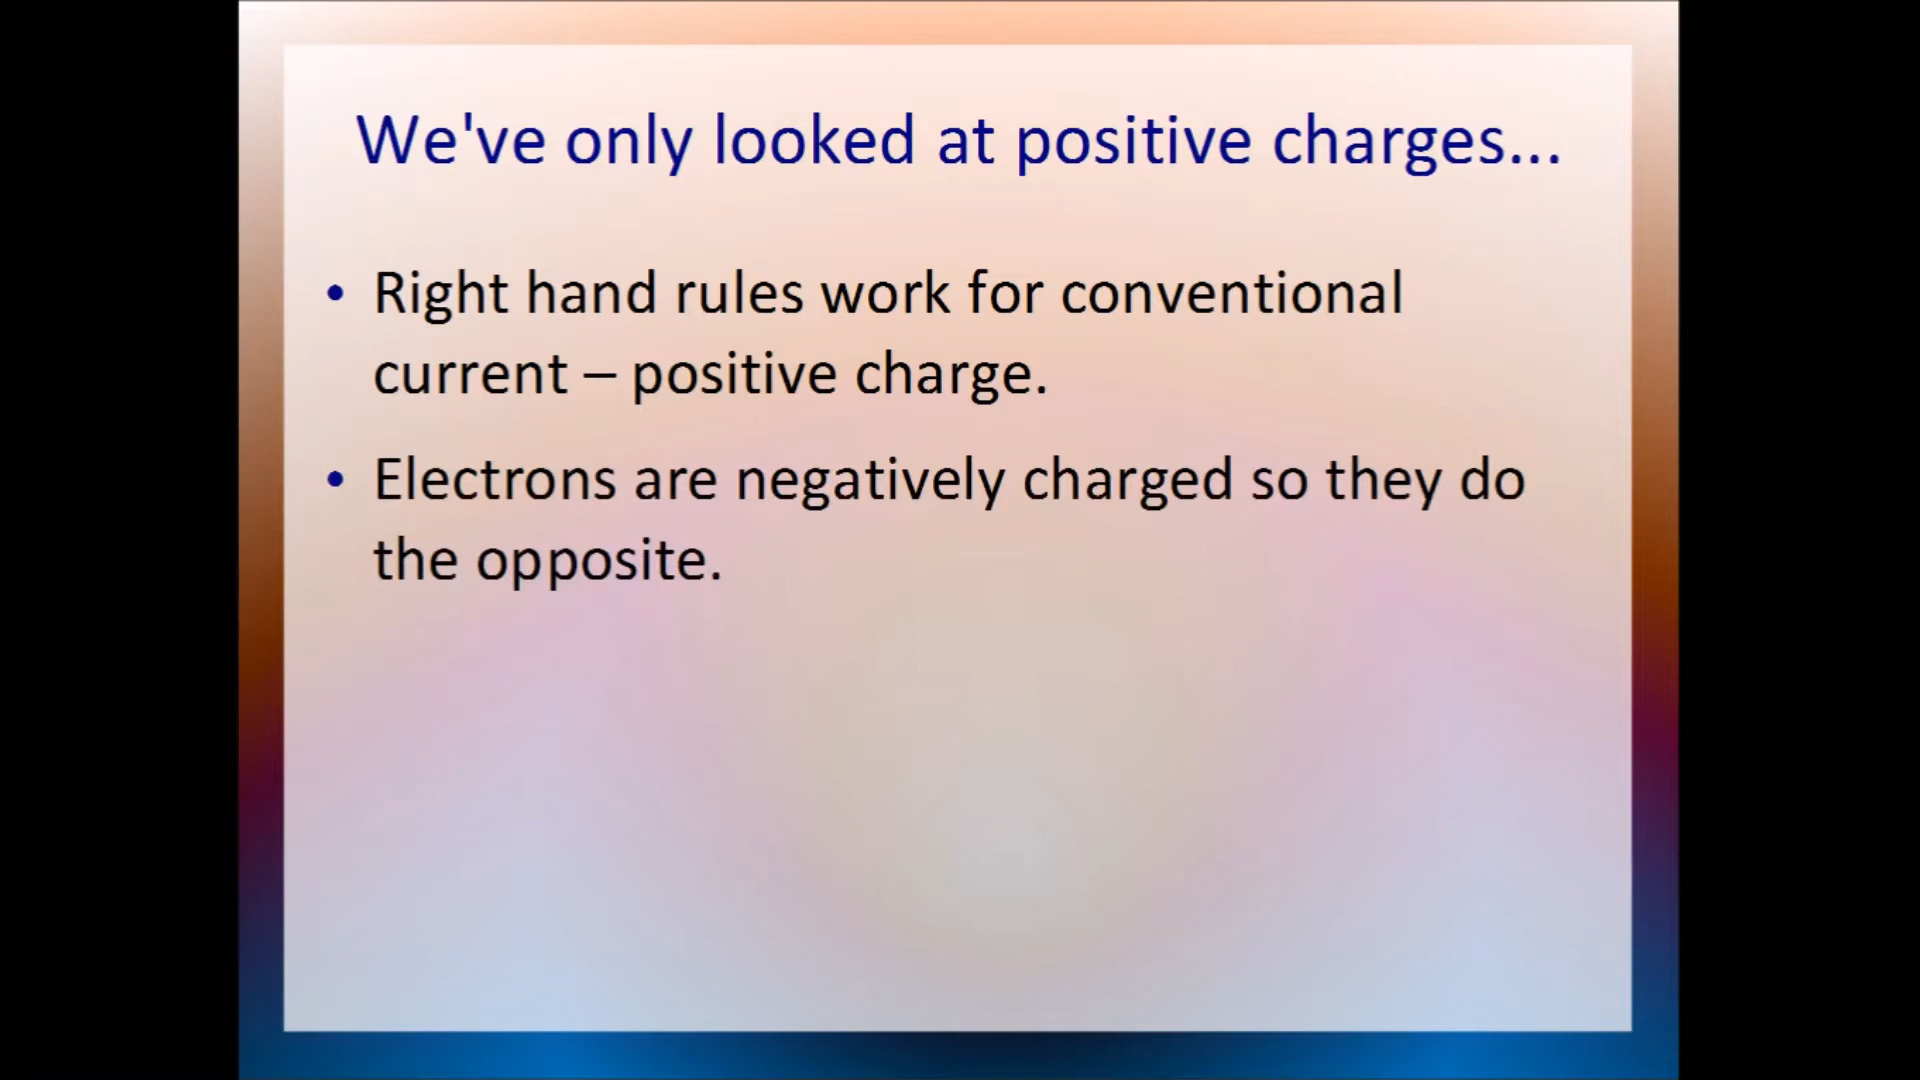 We've only looked at positive charges...
• Right hand rules work for conventional
current – positive charge.
• Electrons are negatively charged so they do
the opposite.